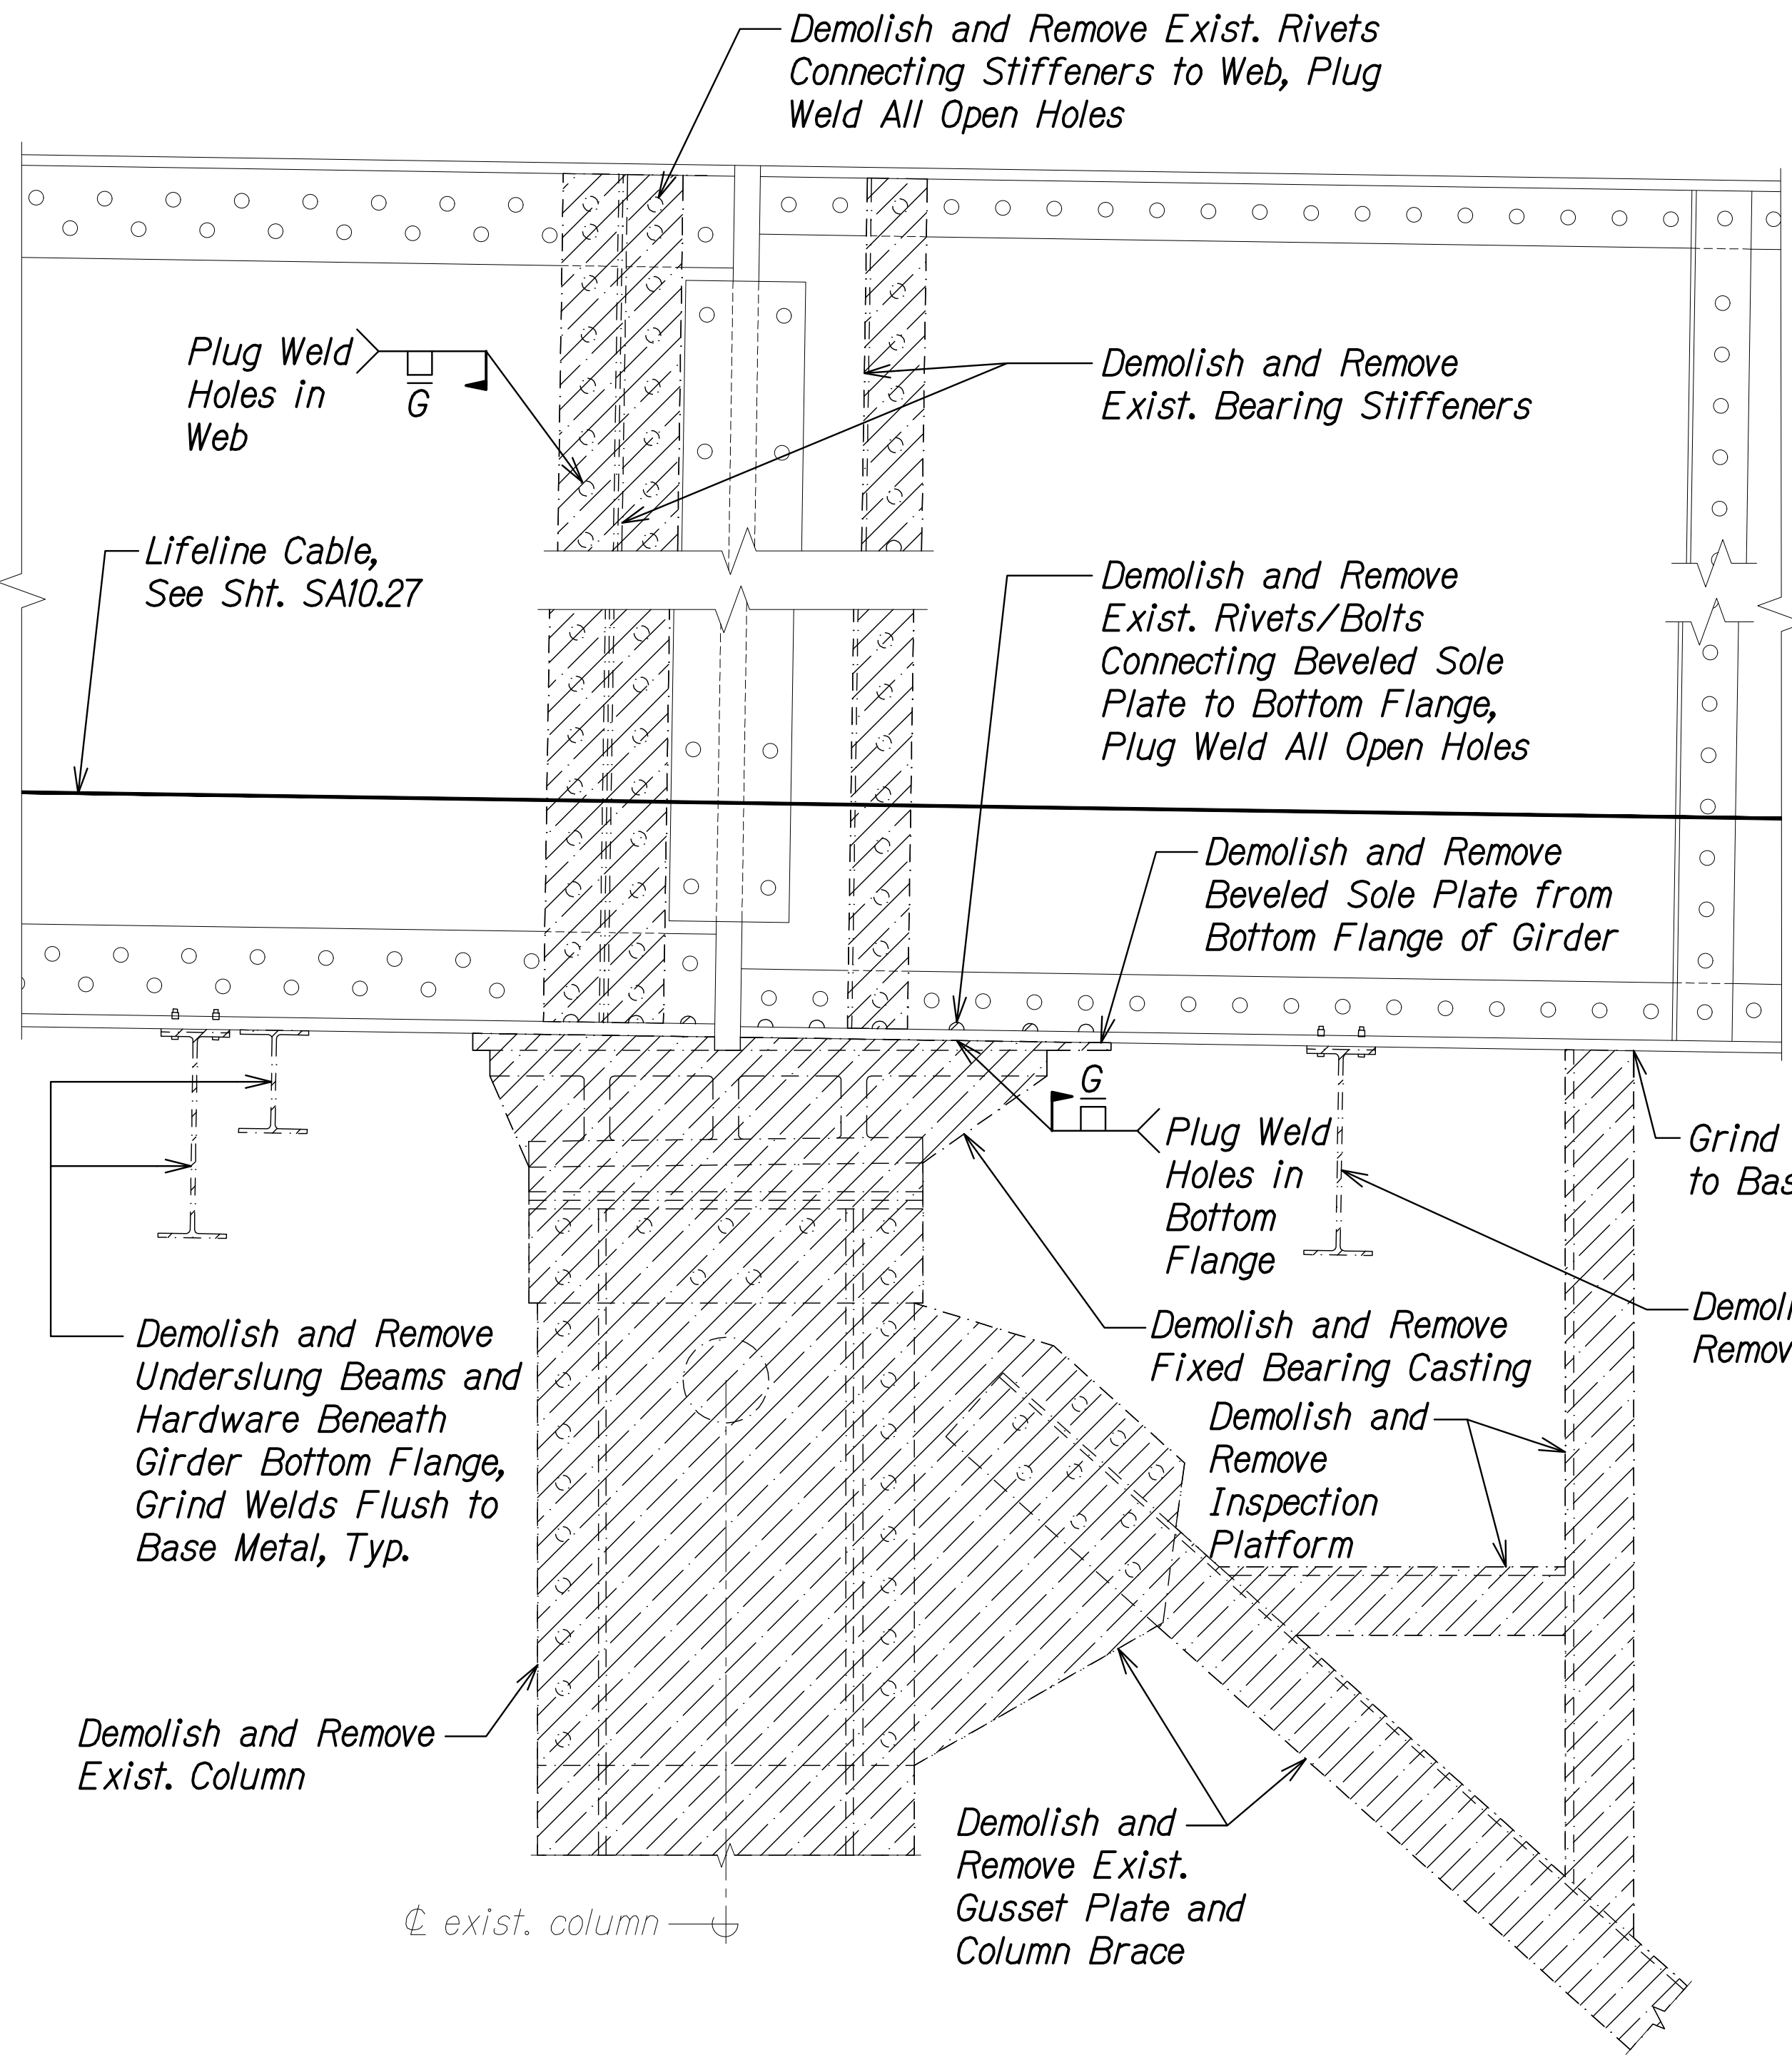 Demolish and Remove Exist. Rivets
Connecting Stiffeners to Web, Plug
Weld All Open Holes
Plug Weld
Holes in
Web
G
Demolish and Remove
Exist. Bearing Stiffeners
Lifeline Cable,
See Sht. SA10.27
Demolish and Remove
Exist. Rivets/Bolts
Connecting Beveled Sole
Plate to Bottom Flange,
Plug Weld All Open Holes
Demolish and Remove
Beveled Sole Plate from
Bottom Flange of Girder
G
Plug Weld
Holes in
Bottom
Flange
Grind
to Bas
Demolish and Remove
Underslung Beams and
Hardware Beneath
Girder Bottom Flange,
Grind Welds Flush to
Base Metal, Typ.
Demolish and Remove
Fixed Bearing Casting
Demoli
Remov
Demolish and
Remove
Inspection
Platform
Demolish and Remove
Exist. Column
Demolish and
Remove Exist.
Gusset Plate and
Column Brace
℄ exist. column